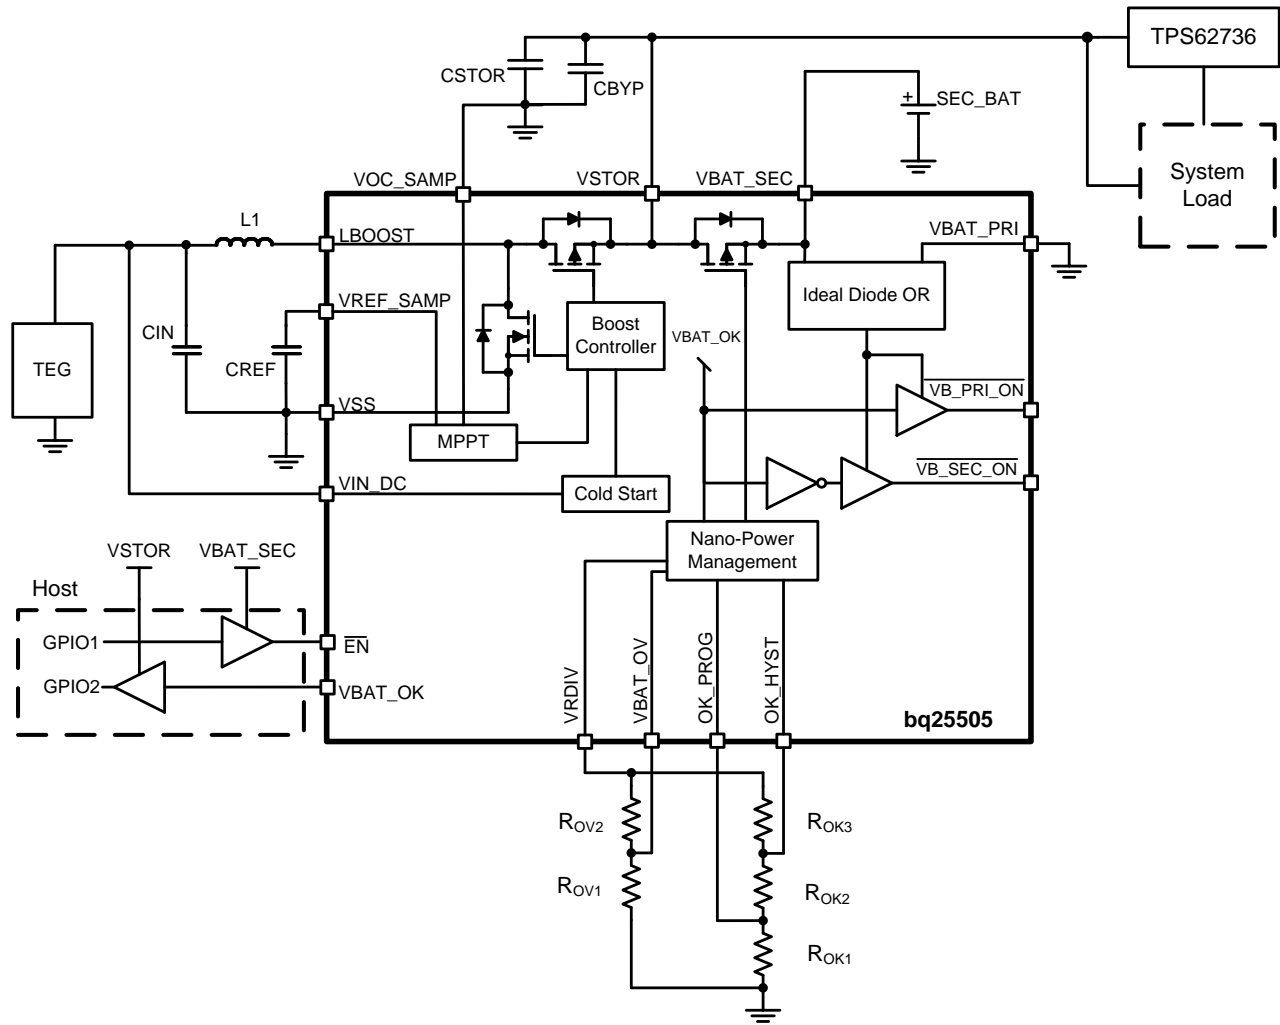 TPS62736
CSTOR
CBYP
SEC_BAT
+
System
Load
VOC_SAMP
VSTOR
VBAT_SEC
L1
LBOOST
VBAT_PRI
Ideal Diode OR
VREF_SAMP
CIN
Boost
Controller
VBAT_OK
TEG
CREF
VB_PRI_ON
VSS
MPPT
VB_SEC_ON
VIN_DC
Cold Start
Nano-Power
Management
VSTOR
VBAT_SEC
Host
GPIO1
EN
GPIO2
VBAT_OK
VRDIV
VBAT_OV
OK_PROG
OK_HYST
bq25505
ROV2
ROK3
ROV1
ROK2
ROK1